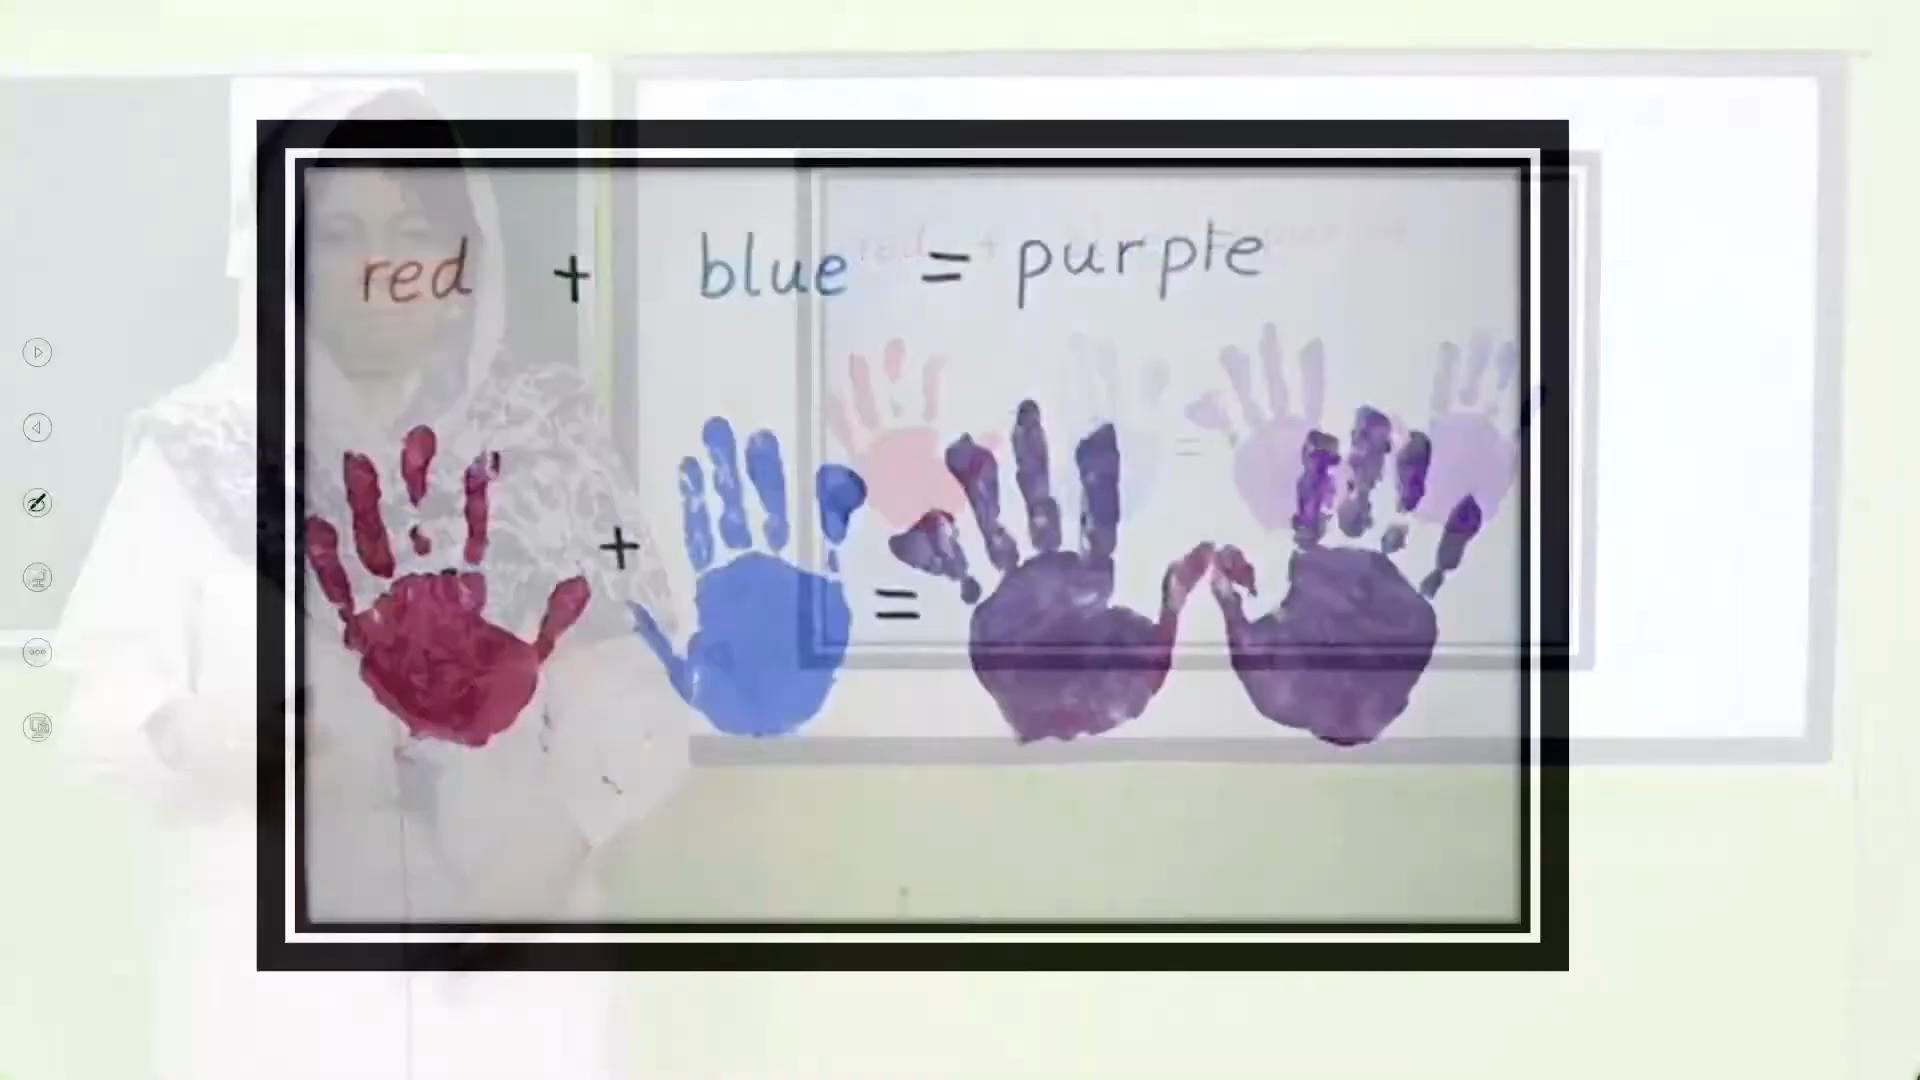 red + blue = purple
+ =